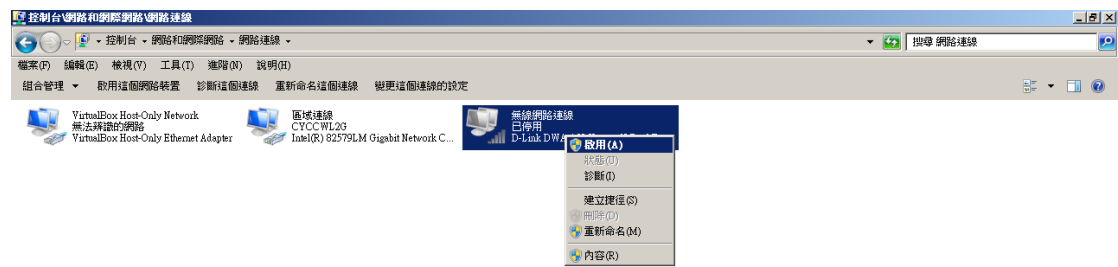 控制台\網路和網際網路\網路連線
控制台 網路和網際網路 網路連線
搜尋 網路連線
檔案(F) 編輯(E) 檢視(V) 工具(T) 進階(N) 說明(H)
組合管理 啟用這個網路裝置 診斷這個連線 重新命名這個連線 變更這個連線的設定
VirtualBox Host-Only Network
無法辨識的網路
VirtualBox Host-Only Ethernet Adapter
區域連線
CYCCWL2G
Intel(R) 82579LM Gigabit Network C...
無線網路連線
已停用
D-Link DWA
啟用(A)
狀態(U)
診斷(I)
建立捷徑(S)
刪除(D)
重新命名(M)
內容(R)